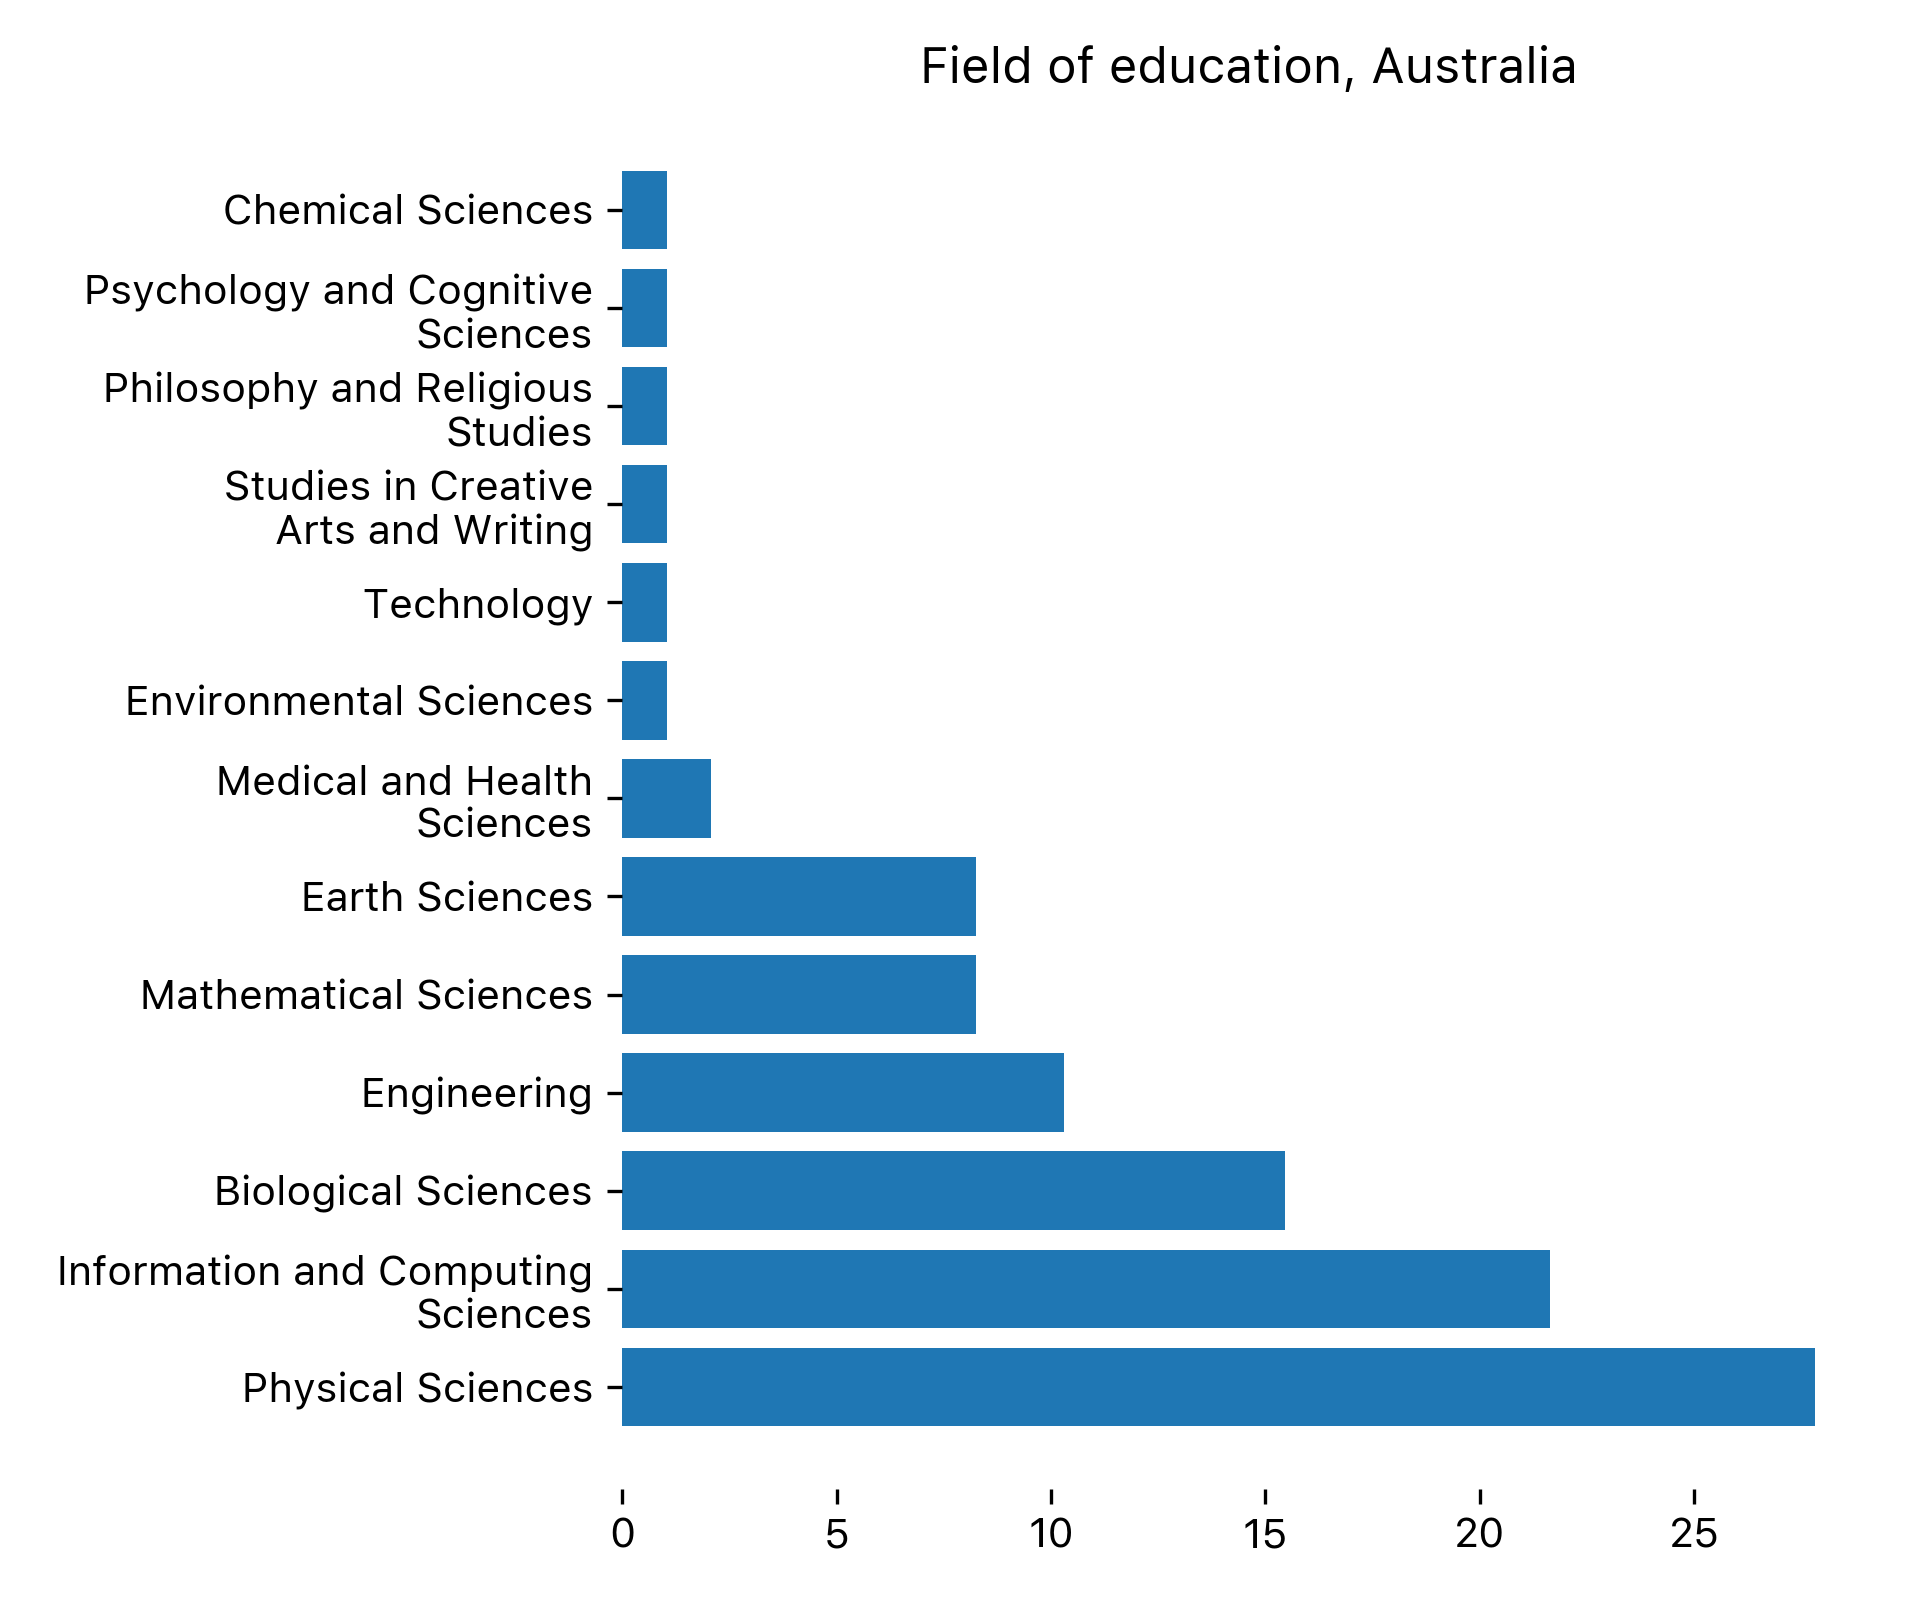 Field of education, Australia
Chemical Sciences
Psychology and Cognitive
Sciences
Philosophy and Religious
Studies
Studies in Creative
Arts and Writing
Technology
Environmental Sciences
Medical and Health
Sciences
Earth Sciences
Mathematical Sciences
Engineering
Biological Sciences
Information and Computing
Sciences
Physical Sciences
0 5 10 15 20 25